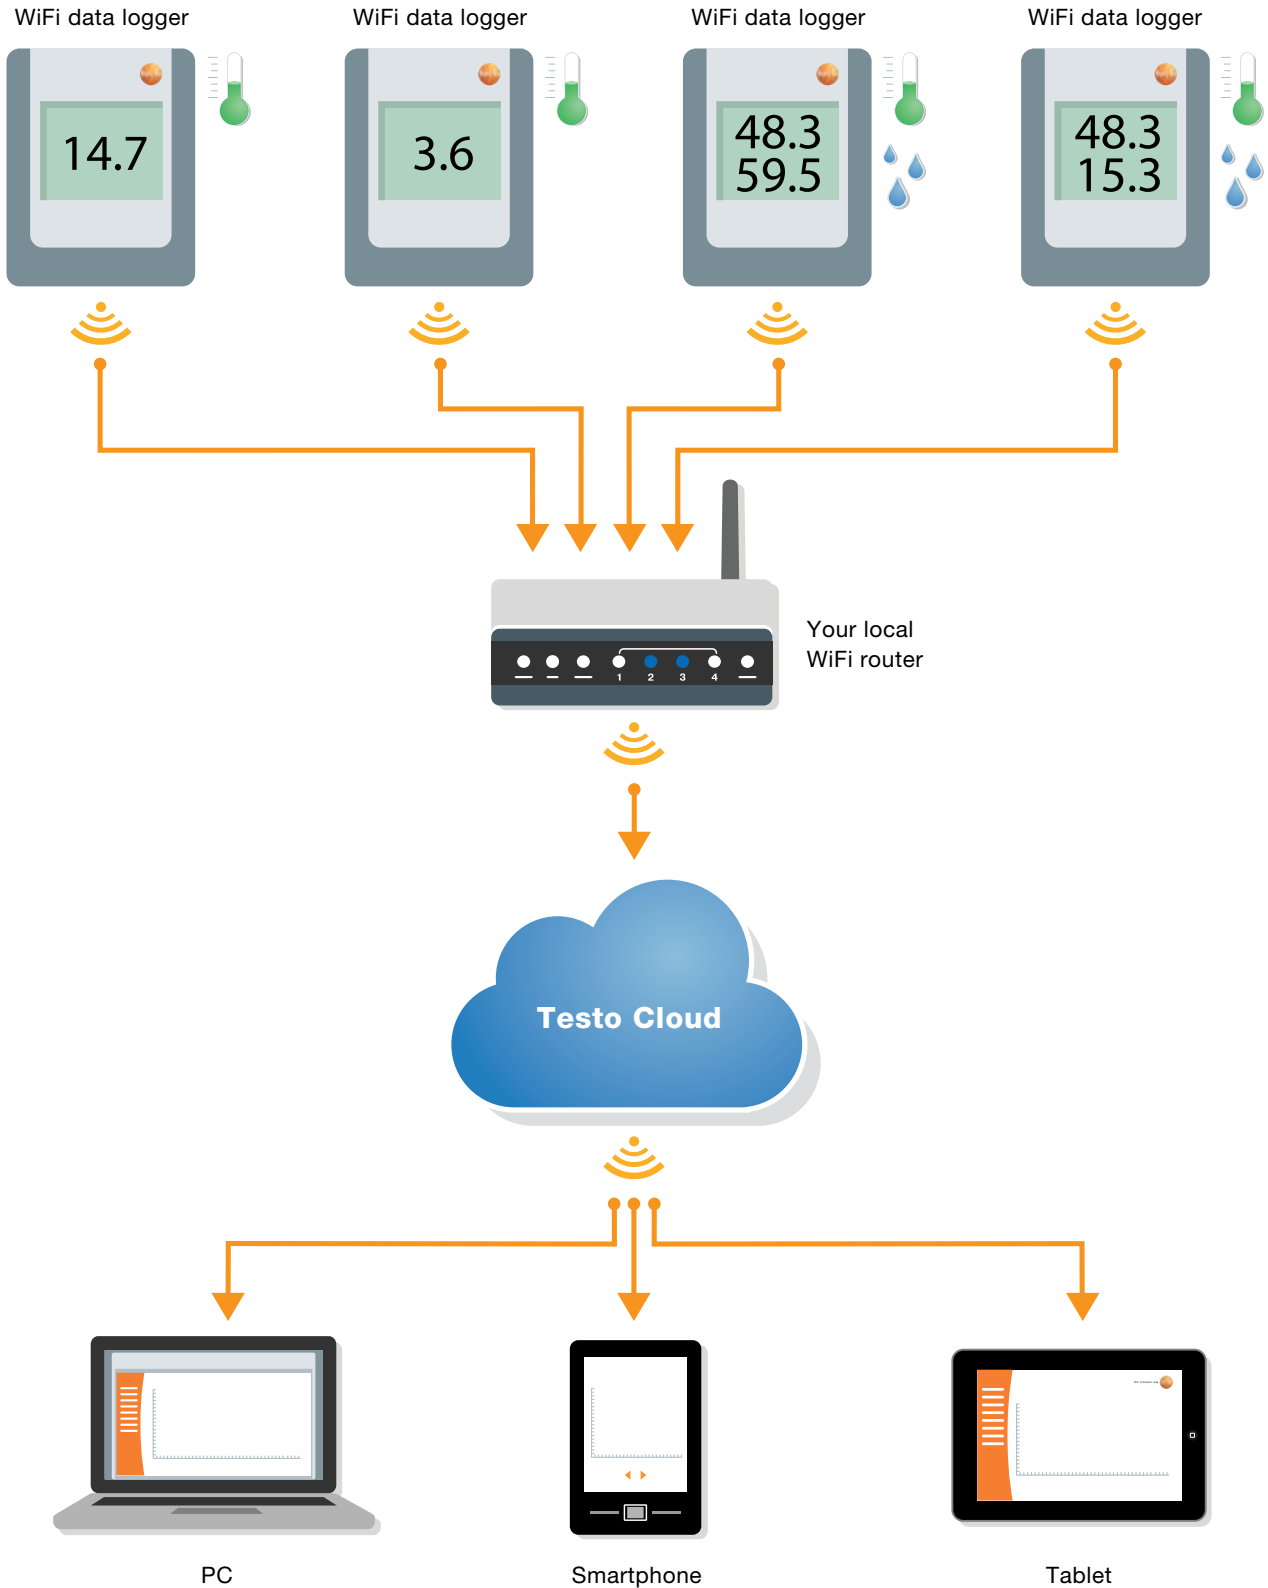 WiFi data logger
WiFi data logger
WiFi data logger
WiFi data logger
14.7
3.6
48.3
59.5
48.3
15.3
Your local
WiFi router
1 2 3 4
Testo Cloud
PC
Smartphone
Tablet